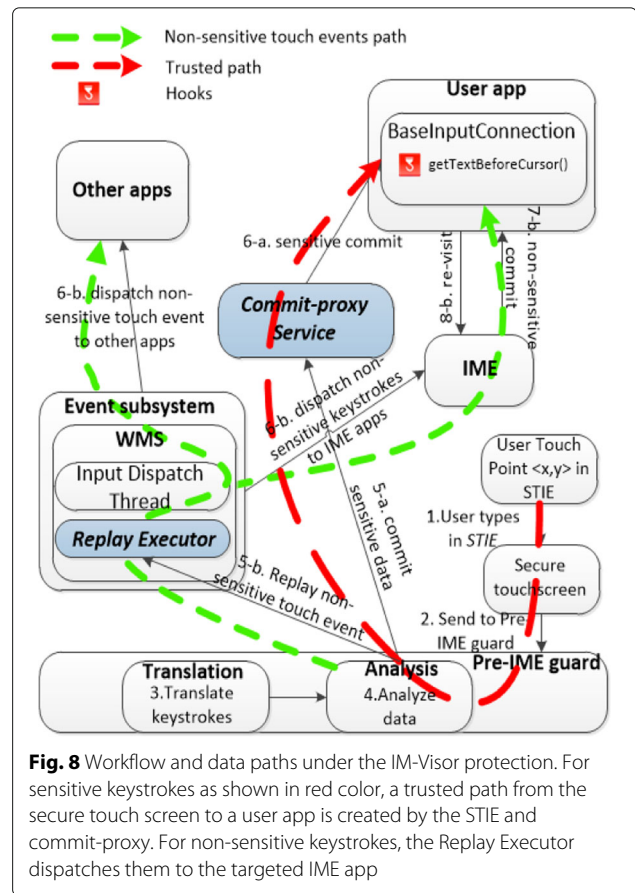 Non-sensitive touch events path
Trusted path
Hooks
User app
BaseInputConnection
getTextBeforeCursor()
Other apps
6-a. sensitive commit
7-b. non-sensitive
commit
8-b. re-visit
6-b. dispatch non-
sensitive touch event
to other apps
Commit-proxy
Service
IME
6-b. dispatch non-
sensitive keystrokes
to IME apps
Event subsystem
WMS
Input Dispatch
Thread
Replay Executor
User Touch
Point <x,y> in
STIE
1.User types
in STIE
5-a. commit
sensitive data
5-b. Replay non-
sensitive touch event
Secure
touchscreen
2. Send to Pre-
IME guard
Translation
3.Translate
keystrokes
Analysis
4.Analyze
data
Pre-IME guard
Fig. 8 Workflow and data paths under the IM-Visor protection. For
sensitive keystrokes as shown in red color, a trusted path from the
secure touch screen to a user app is created by the STIE and
commit-proxy. For non-sensitive keystrokes, the Replay Executor
dispatches them to the targeted IME app